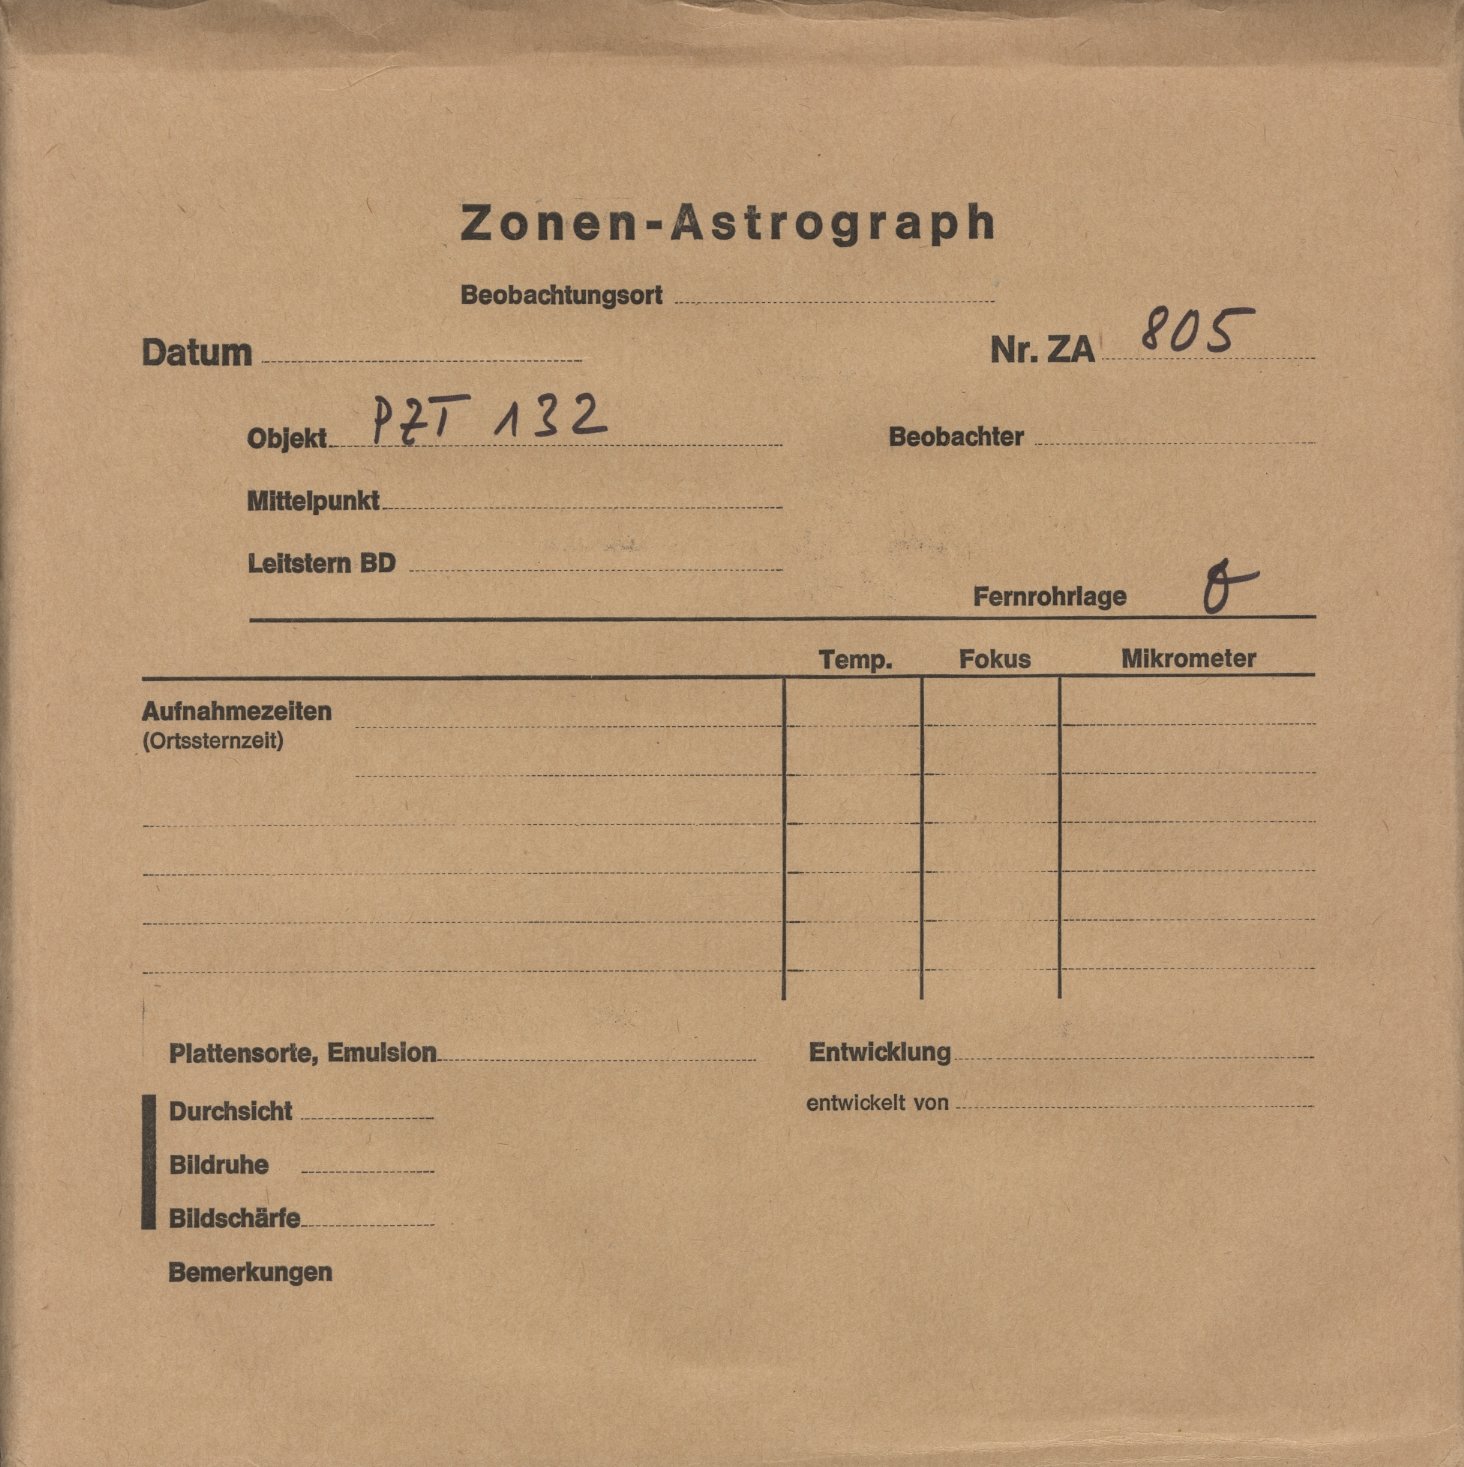 Zonen-Astrograph
Beobachtungsort
Datum
Nr. ZA 805
Objekt PZT 132
Beobachter
Mittelpunkt
Leitstern BD
Fernrohrlage
Temp. Fokus Mikrometer
Aufnahmezeiten
(Ortssternzeit)
Plattensorte, Emulsion
Entwicklung
Durchsicht
entwickelt von
Bildruhe
Bildschärfe
Bemerkungen